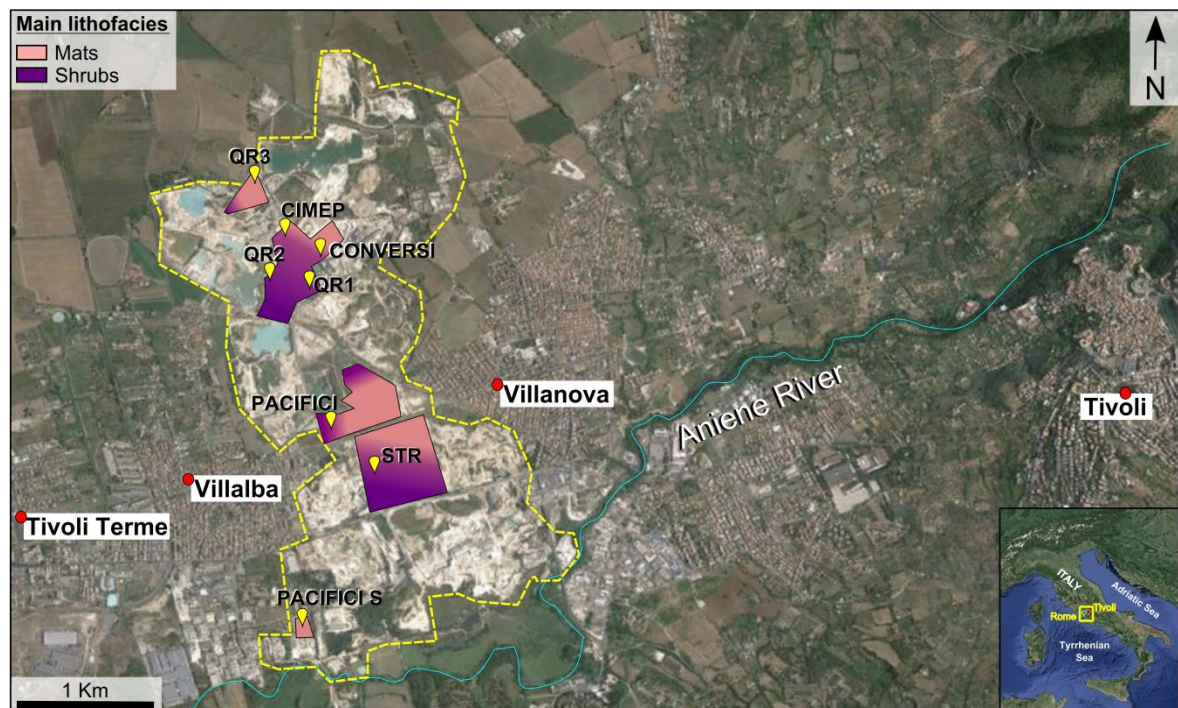 Main lithofacies
Mats
Shrubs
N
QR3
CIMEP
CONVERSI
QR2
QR1
PACIFICI
Villanova
Aniene River
Tivoli
STR
Villalba
Tivoli Terme
PACIFICI S
1 Km
ITALY
Adriatic Sea
Rome
Tivoli
Tyrrhenian
Sea